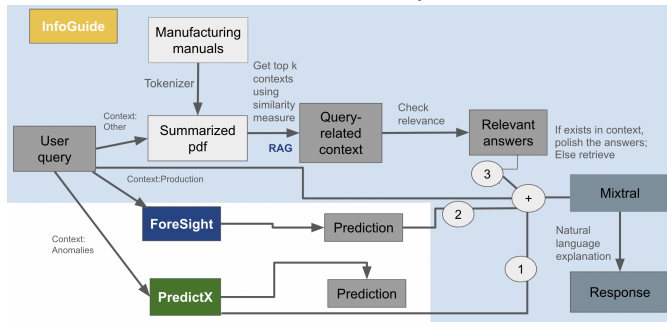 InfoGuide
Manufacturing
manuals
Tokenizer
Get top k
contexts
using
similarity
measure
RAG
Context:
Other
User
query
Summarized
pdf
Query-
related
context
Check
relevance
Relevant
answers
If exists in context,
polish the answers;
Else retrieve
3
Context:Production
+
Mixtral
ForeSight
Prediction
2
Natural
language
explanation
Context:
Anomalies
1
PredictX
Prediction
Response